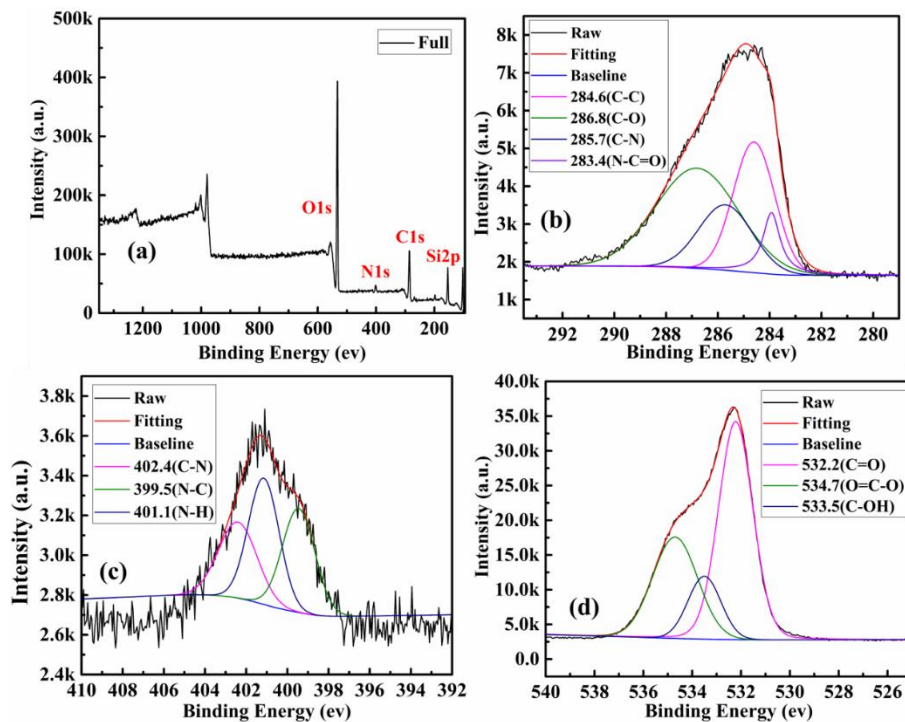 500k
400k
300k
200k
100k
0
Intensity (a.u.)
Full
(a)
O1s
N1s
C1s
Si2p
1200 1000 800 600 400 200
Binding Energy (ev)
8k
7k
6k
5k
4k
3k
2k
1k
Intensity (a.u.)
Raw
Fitting
Baseline
284.6(C-C)
286.8(C-O)
285.7(C-N)
283.4(N-C=O)
(b)
292 290 288 286 284 282 280
Binding Energy (ev)
3.8k
3.6k
3.4k
3.2k
3.0k
2.8k
2.6k
2.4k
Intensity (a.u.)
Raw
Fitting
Baseline
402.4(C-N)
399.5(N-C)
401.1(N-H)
(c)
410 408 406 404 402 400 398 396 394 392
Binding Energy (ev)
40.0k
35.0k
30.0k
25.0k
20.0k
15.0k
10.0k
5.0k
0.0
Intensity (a.u.)
Raw
Fitting
Baseline
532.2(C=O)
534.7(O=C-O)
533.5(C-OH)
(d)
540 538 536 534 532 530 528 526
Binding Energy (ev)